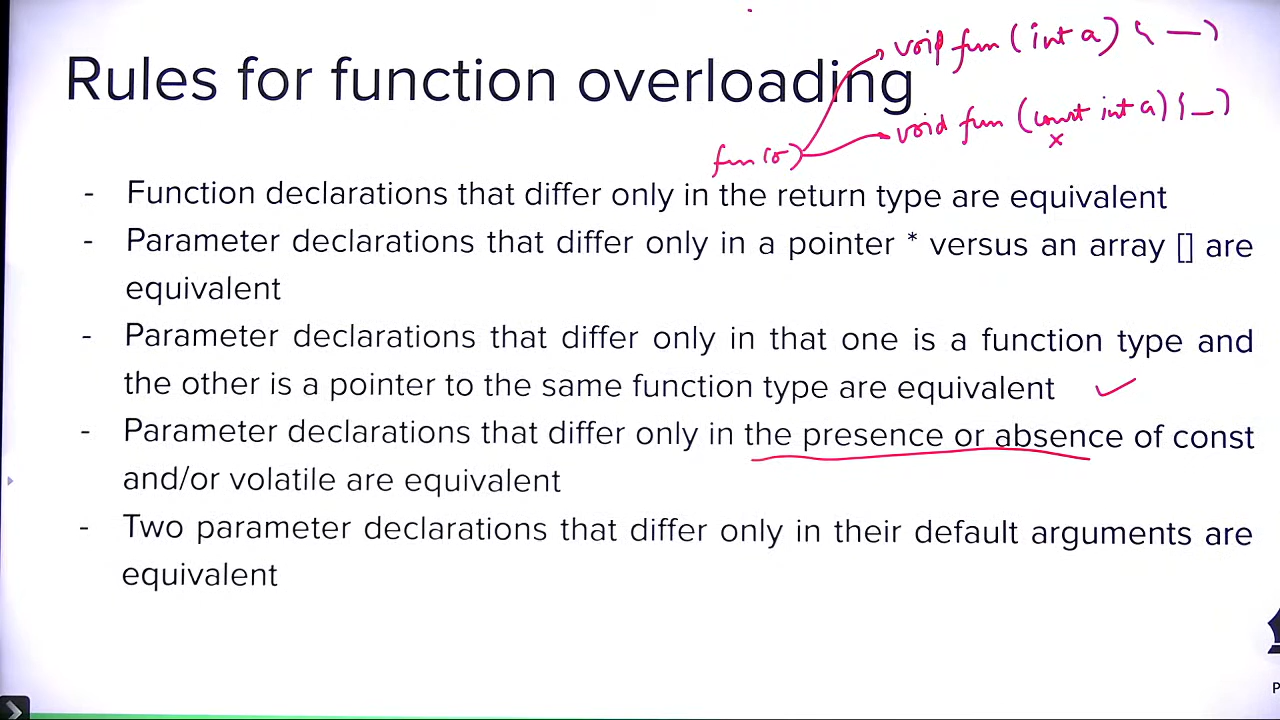 void fun (int a) { — }
Rules for function overloading
void fun (const int a) { — }
x
fun(5)
- Function declarations that differ only in the return type are equivalent
- Parameter declarations that differ only in a pointer * versus an array [] are
equivalent
- Parameter declarations that differ only in that one is a function type and
the other is a pointer to the same function type are equivalent ✓
- Parameter declarations that differ only in the presence or absence of const
and/or volatile are equivalent
- Two parameter declarations that differ only in their default arguments are
equivalent
P